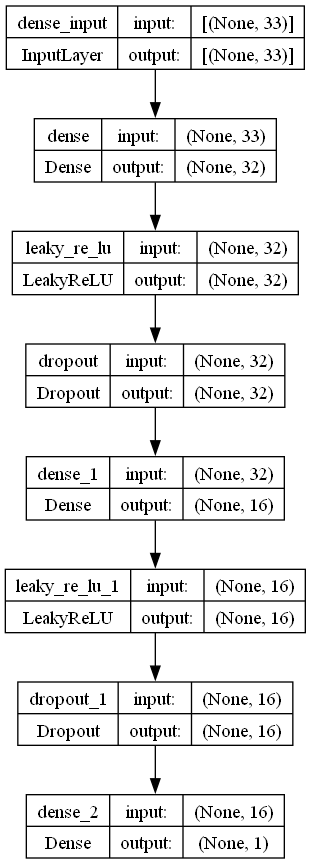 dense_input input: [(None, 33)]
InputLayer output: [(None, 33)]
dense input: (None, 33)
Dense output: (None, 32)
leaky_re_lu input: (None, 32)
LeakyReLU output: (None, 32)
dropout input: (None, 32)
Dropout output: (None, 32)
dense_1 input: (None, 32)
Dense output: (None, 16)
leaky_re_lu_1 input: (None, 16)
LeakyReLU output: (None, 16)
dropout_1 input: (None, 16)
Dropout output: (None, 16)
dense_2 input: (None, 16)
Dense output: (None, 1)